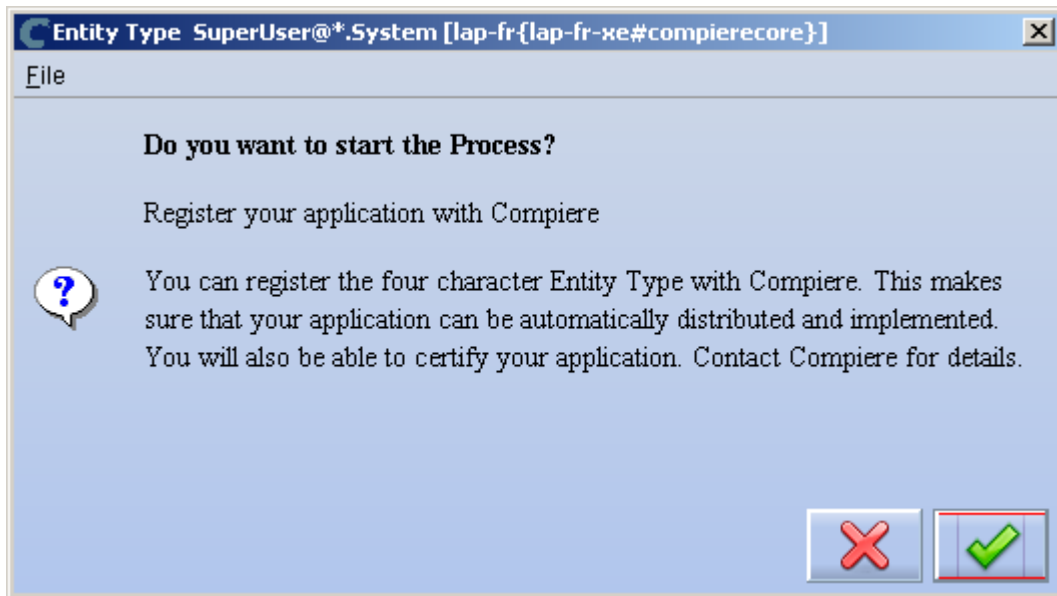 Entity Type SuperUser@*.System [lap-fr{lap-fr-xe#compierecore}]
File
Do you want to start the Process?
Register your application with Compiere
You can register the four character Entity Type with Compiere. This makes
sure that your application can be automatically distributed and implemented.
You will also be able to certify your application. Contact Compiere for details.